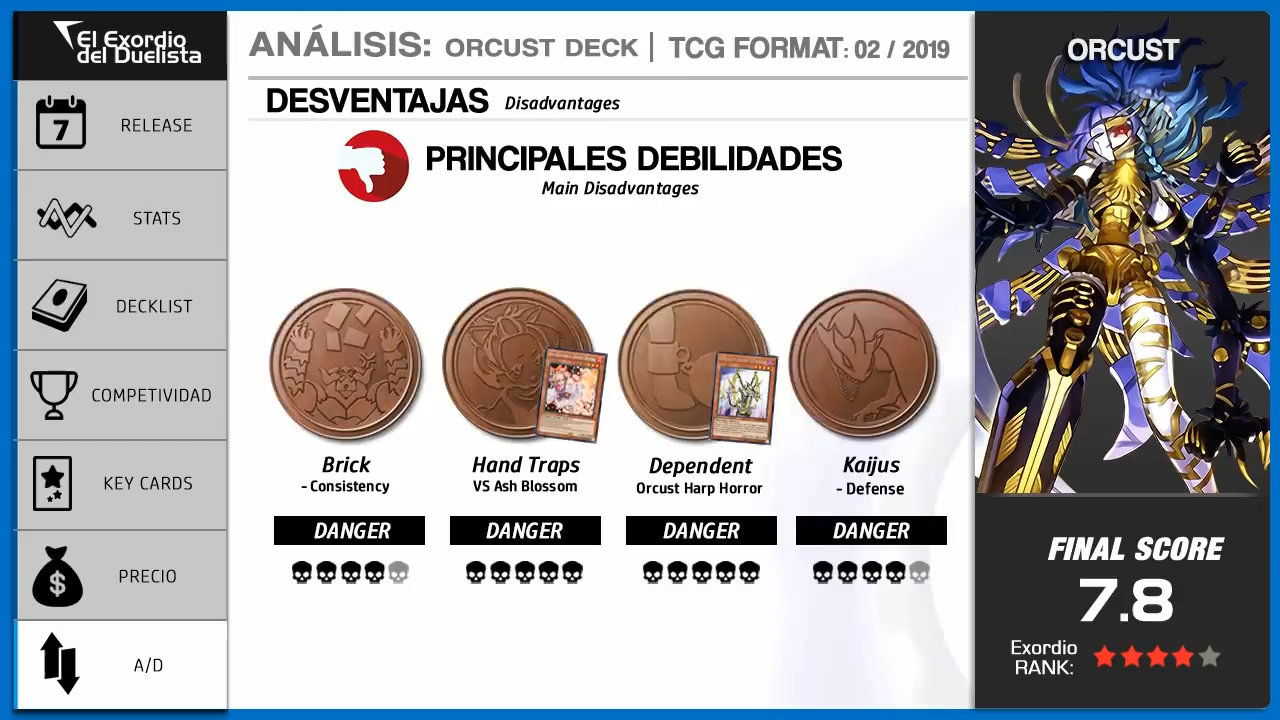 El Exordio
del Duelista
ANÁLISIS: ORCUST DECK | TCG FORMAT: 02 / 2019
DESVENTAJAS Disadvantages
PRINCIPALES DEBILIDADES
Main Disadvantages
7
RELEASE
STATS
DECKLIST
COMPETIVIDAD
KEY CARDS
$
PRECIO
A/D
Brick
- Consistency
DANGER
Hand Traps
VS Ash Blossom
DANGER
Dependent
Orcust Harp Horror
DANGER
Kaijus
- Defense
DANGER
ORCUST
FINAL SCORE
7.8
Exordio
RANK: